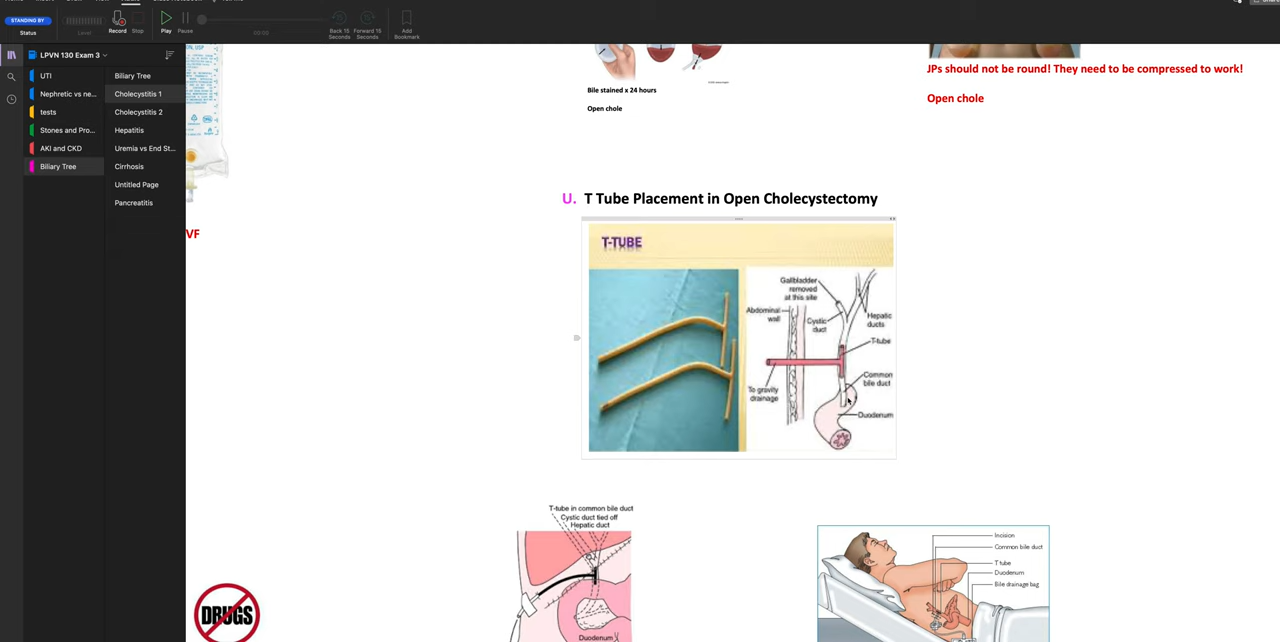 STANDING BY
Status
Level
Record
Stop
Play
Pause
00:00
Back 15 Seconds
Forward 15 Seconds
Add Bookmark
LPVN 130 Exam 3
UTI
Nephretic vs ne...
tests
Stones and Pro...
AKI and CKD
Biliary Tree
Biliary Tree
Cholecystitis 1
Cholecystitis 2
Hepatitis
Uremia vs End St...
Cirrhosis
Untitled Page
Pancreatitis
VF
Bile stained x 24 hours
Open chole
JPs should not be round! They need to be compressed to work!
Open chole
U. T Tube Placement in Open Cholecystectomy
T-TUBE
Gallbladder
removed
at this site
Abdominal
wall
Cystic
duct
Hepatic
ducts
T-tube
Common
bile duct
To gravity
drainage
Duodenum
T-tube in common bile duct
Cystic duct tied off
Hepatic duct
Duodenum
Incision
Common bile duct
T tube
Duodenum
Bile drainage bag
DRUGS